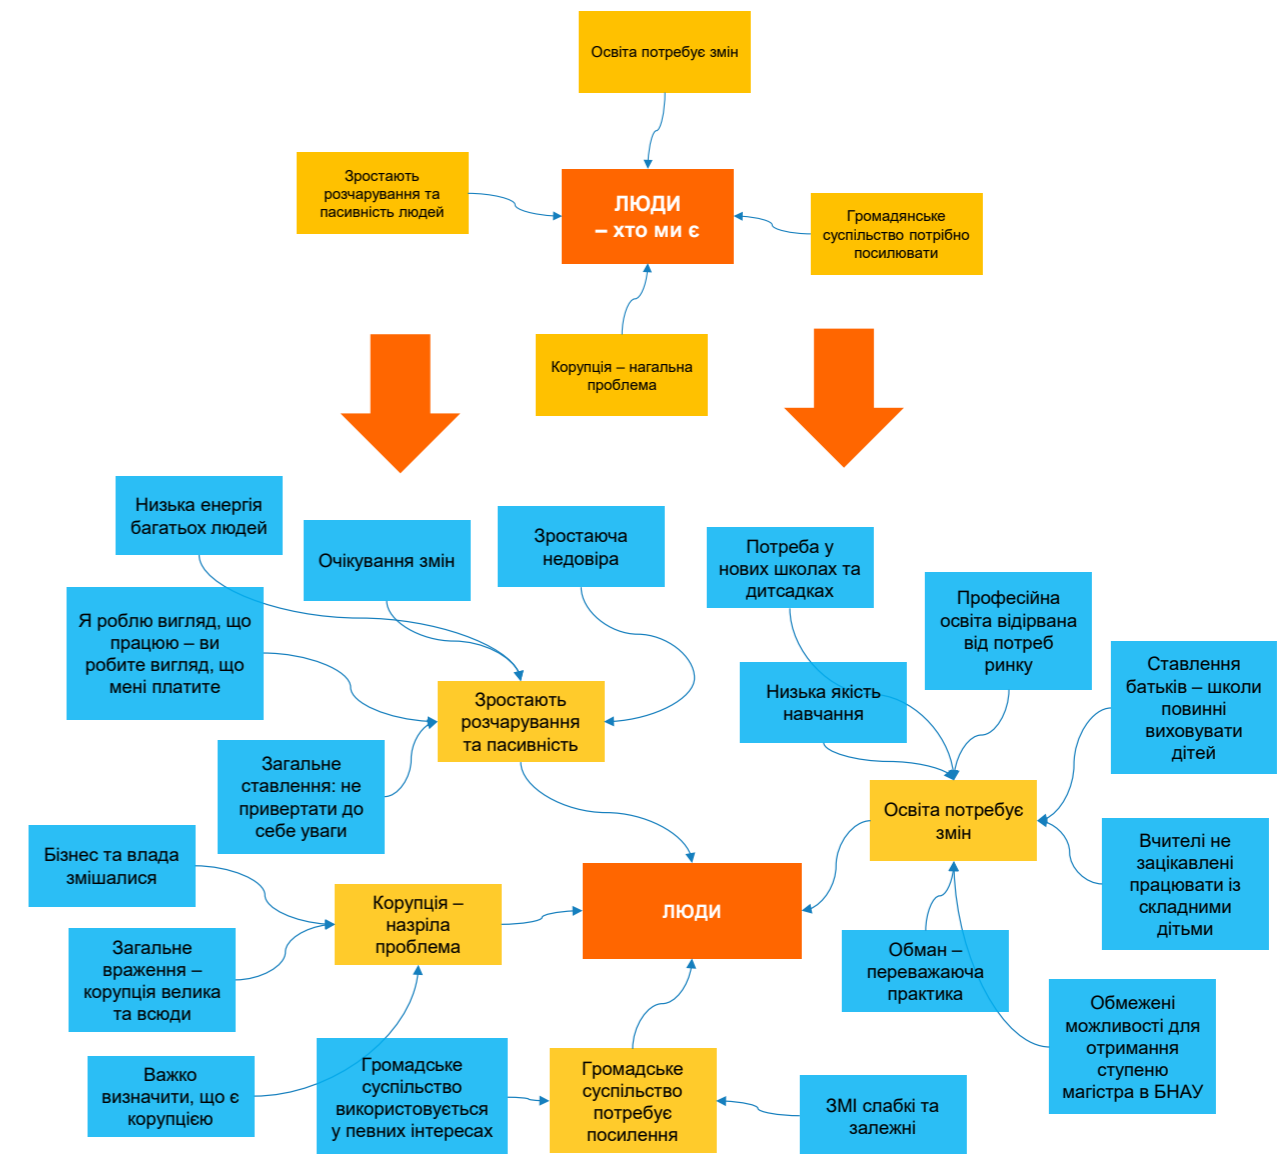 Освіта потребує змін
Зростають
розчарування та
пасивність людей
ЛЮДИ
– хто ми є
Громадянське
суспільство потрібно
посилювати
Корупція – нагальна
проблема
Низька енергія
багатьох людей
Очікування змін
Зростаюча
недовіра
Потреба у
нових школах та
дитсадках
Професійна
освіта відірвана
від потреб
ринку
Я роблю вигляд, що
працюю – ви
робите вигляд, що
мені платите
Ставлення
батьків – школи
повинні
виховувати
дітей
Низька якість
навчання
Зростають
розчарування
та пасивність
Загальне
ставлення: не
привертати до
себе уваги
Освіта потребує
змін
Бізнес та влада
змішалися
Вчителі не
зацікавлені
працювати із
складними
дітьми
Корупція –
назріла
проблема
ЛЮДИ
Загальне
враження –
корупція велика
та всюди
Обман –
переважаюча
практика
Обмежені
можливості для
отримання
ступеню
магістра в БНАУ
Важко
визначити, що є
корупцією
Громадське
суспільство
використовується
у певних інтересах
Громадське
суспільство
потребує
посилення
ЗМІ слабкі та
залежні